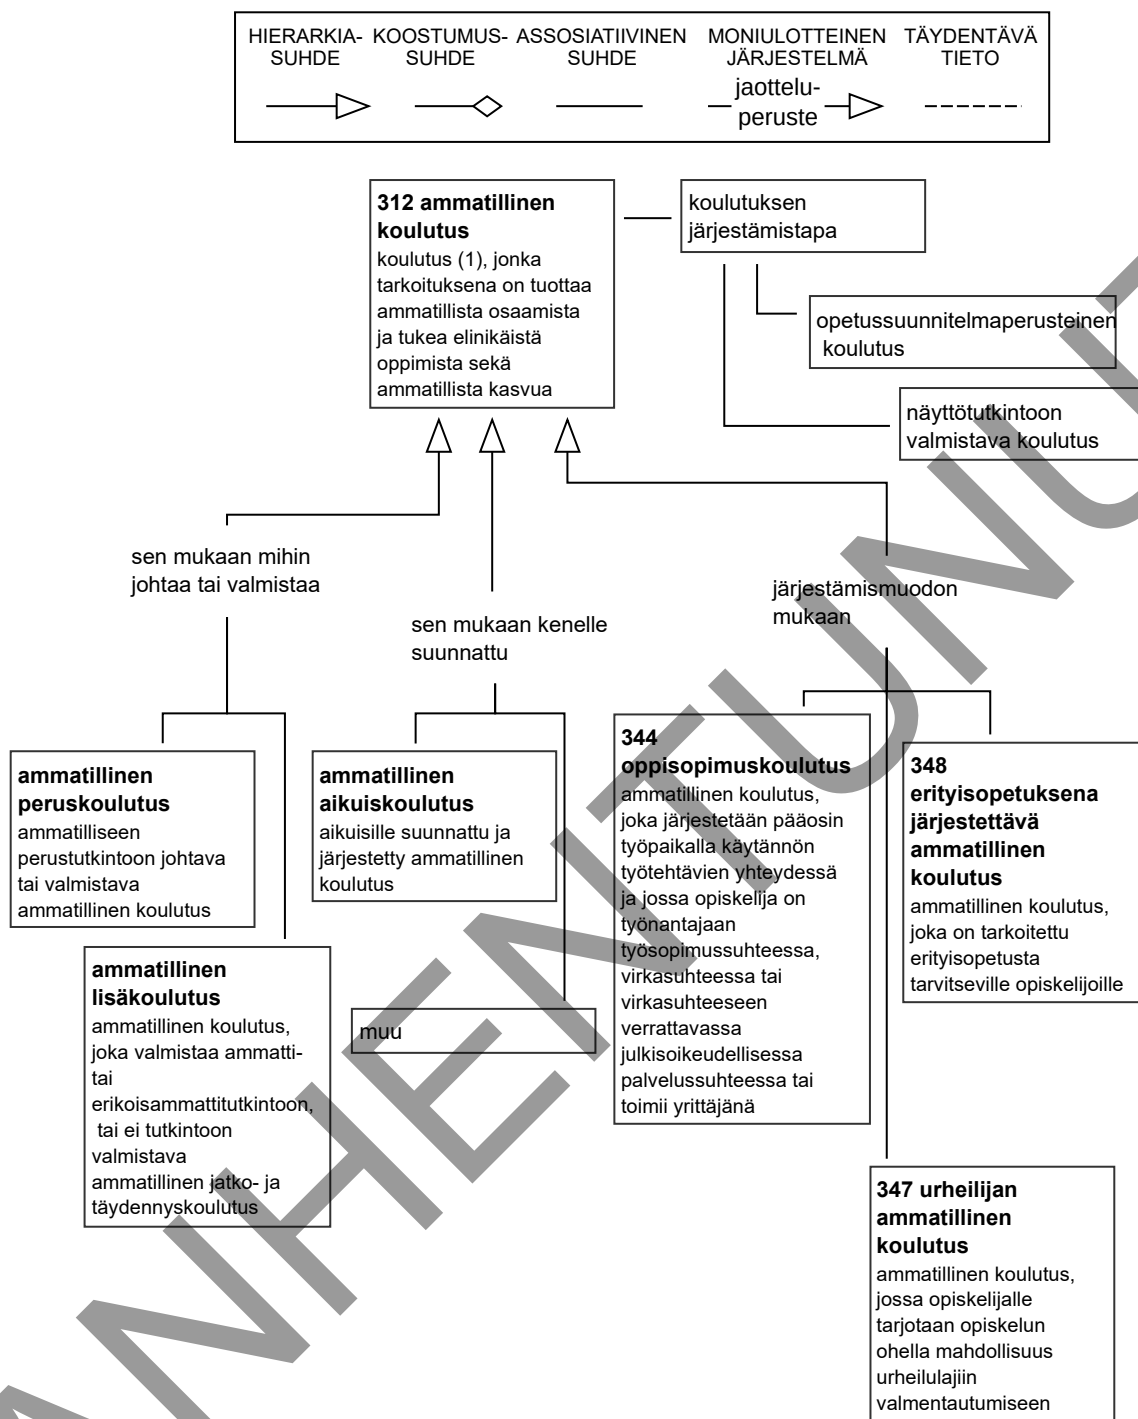 HIERARKIA-
SUHDE
KOOSTUMUS-
SUHDE
ASSOSIATIIVINEN
SUHDE
MONIULOTTEINEN
JÄRJESTELMÄ
jaottelu-
peruste
TÄYDENTÄVÄ
TIETO
312 ammatillinen
koulutus
koulutus (1), jonka
tarkoituksena on tuottaa
ammatillista osaamista
ja tukea elinikäistä
oppimista sekä
ammatillista kasvua
koulutuksen
järjestämistapa
opetussuunnitelmaperusteinen
koulutus
näyttötutkintoon
valmistava koulutus
sen mukaan mihin
johtaa tai valmistaa
sen mukaan kenelle
suunnattu
järjestämismuodon
mukaan
ammatillinen
peruskoulutus
ammatilliseen
perustutkintoon johtava
tai valmistava
ammatillinen koulutus
ammatillinen
lisäkoulutus
ammatillinen koulutus,
joka valmistaa ammatti-
tai
erikoisammattitutkintoon,
tai ei tutkintoon
valmistava
ammatillinen jatko- ja
täydennyskoulutus
ammatillinen
aikuiskoulutus
aikuisille suunnattu ja
järjestetty ammatillinen
koulutus
muu
344
oppisopimuskoulutus
ammatillinen koulutus,
joka järjestetään pääosin
työpaikalla käytännön
työtehtävien yhteydessä
ja jossa opiskelija on
työnantajaan
työsopimussuhteessa,
virkasuhteessa tai
virkasuhteeseen
verrattavassa
julkisoikeudellisessa
palvelussuhteessa tai
toimii yrittäjänä
348
erityisopetuksena
järjestettävä
ammatillinen
koulutus
ammatillinen koulutus,
joka on tarkoitettu
erityisopetusta
tarvitseville opiskelijoille
347 urheilijan
ammatillinen
koulutus
ammatillinen koulutus,
jossa opiskelijalle
tarjotaan opiskelun
ohella mahdollisuus
urheilulajiin
valmentautumiseen